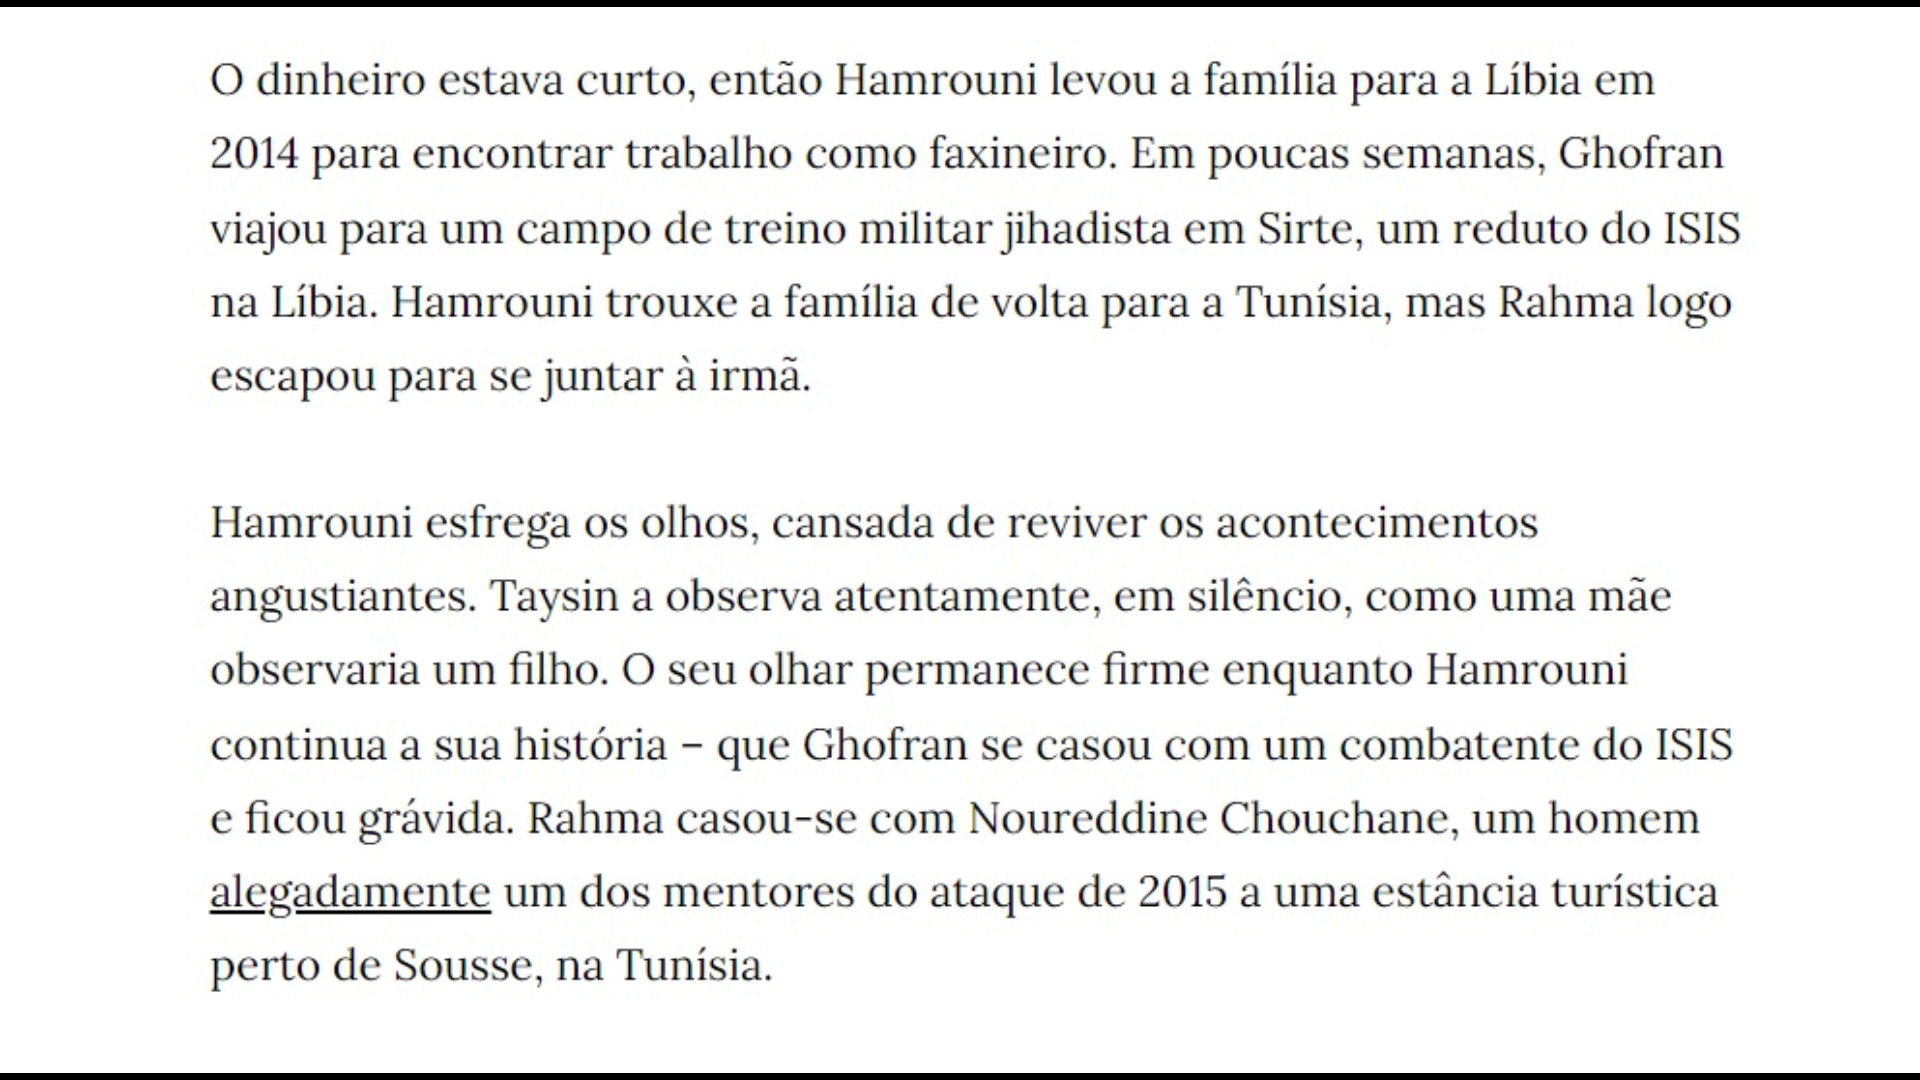 O dinheiro estava curto, então Hamrouni levou a família para a Líbia em
2014 para encontrar trabalho como faxineiro. Em poucas semanas, Ghofran
viajou para um campo de treino militar jihadista em Sirte, um reduto do ISIS
na Líbia. Hamrouni trouxe a família de volta para a Tunísia, mas Rahma logo
escapou para se juntar à irmã.
Hamrouni esfrega os olhos, cansada de reviver os acontecimentos
angustiantes. Taysin a observa atentamente, em silêncio, como uma mãe
observaria um filho. O seu olhar permanece firme enquanto Hamrouni
continua a sua história – que Ghofran se casou com um combatente do ISIS
e ficou grávida. Rahma casou-se com Noureddine Chouchane, um homem
alegadamente um dos mentores do ataque de 2015 a uma estância turística
perto de Sousse, na Tunísia.